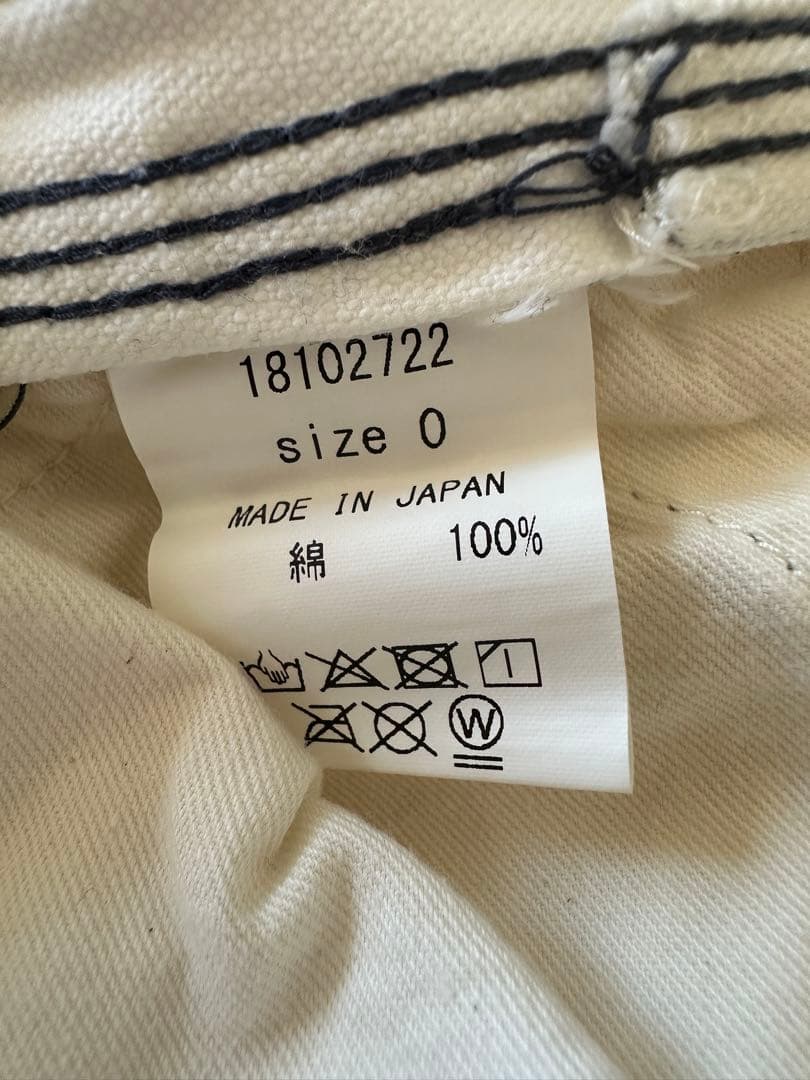 18102722
size 0
MADE IN JAPAN
綿 100%
W